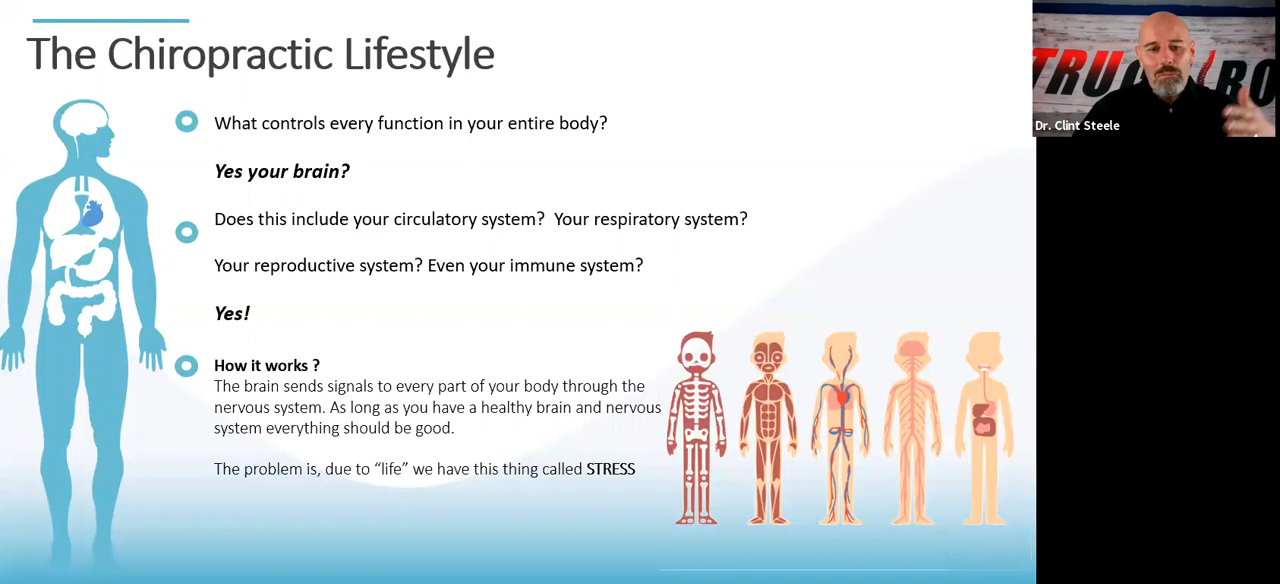 The Chiropractic Lifestyle
What controls every function in your entire body?
Yes your brain?
Does this include your circulatory system? Your respiratory system?
Your reproductive system? Even your immune system?
Yes!
How it works ?
The brain sends signals to every part of your body through the
nervous system. As long as you have a healthy brain and nervous
system everything should be good.
The problem is, due to “life” we have this thing called STRESS
Dr. Clint Steele